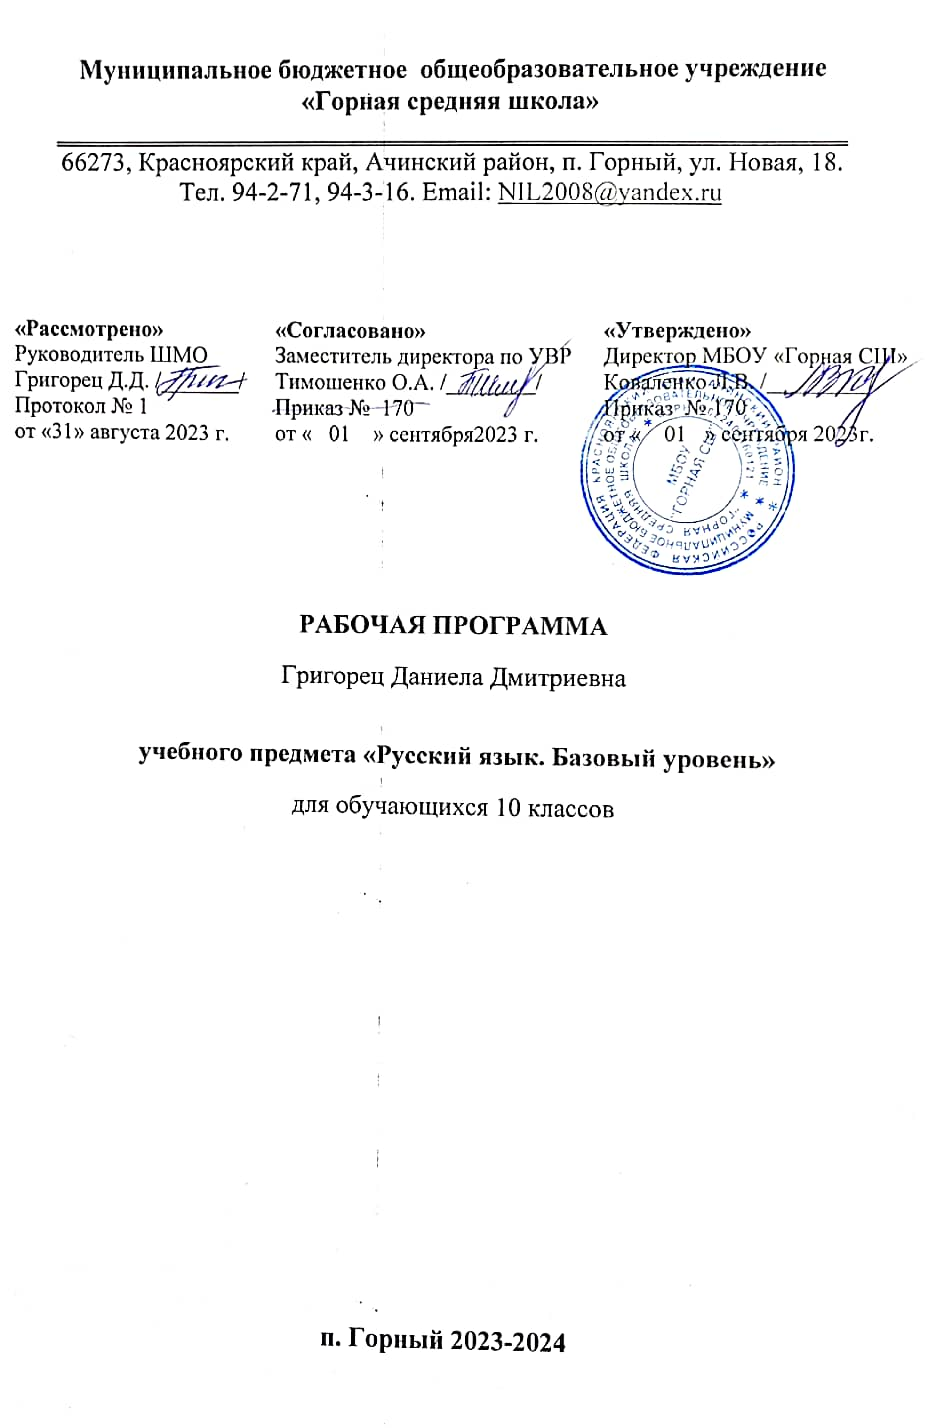 Муниципальное бюджетное общеобразовательное учреждение
«Горная средняя школа»
66273, Красноярский край, Ачинский район, п. Горный, ул. Новая, 18.
Тел. 94-2-71, 94-3-16. Email: NIL2008@yandex.ru
«Рассмотрено»
Руководитель ШМО
Григорец Д.Д. /
Протокол № 1
от «31» августа 2023 г.
«Согласовано»
Заместитель директора по УВР
Тимошенко О.А. / /
Приказ № 170
от « 01 » сентября2023 г.
«Утверждено»
Директор МБОУ «Горная СШ»
Коваленко Л.В. /
Приказ № 170
от « 01 » сентября 2023г.
МБОУ
РАБОЧАЯ ПРОГРАММА
Григорец Даниела Дмитриевна
учебного предмета «Русский язык. Базовый уровень»
для обучающихся 10 классов
п. Горный 2023-2024